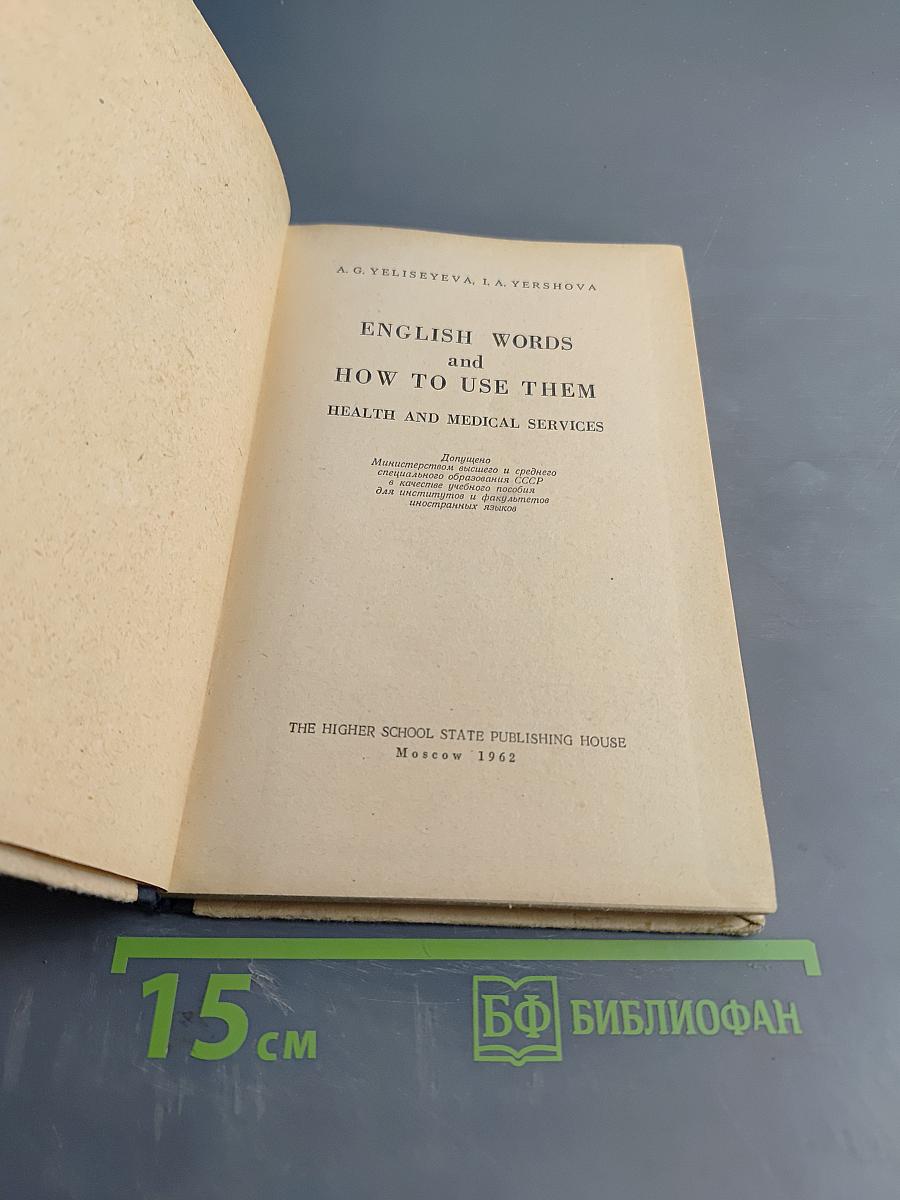 A. G. YELISEYEVA, I. A. YERSHOVA
ENGLISH WORDS
and
HOW TO USE THEM
HEALTH AND MEDICAL SERVICES
Допущено
Министерством высшего и среднего
специального образования СССР
в качестве учебного пособия
для институтов и факультетов
иностранных языков
THE HIGHER SCHOOL STATE PUBLISHING HOUSE
Moscow 1962
15 см
БФ БИБЛИОФАН